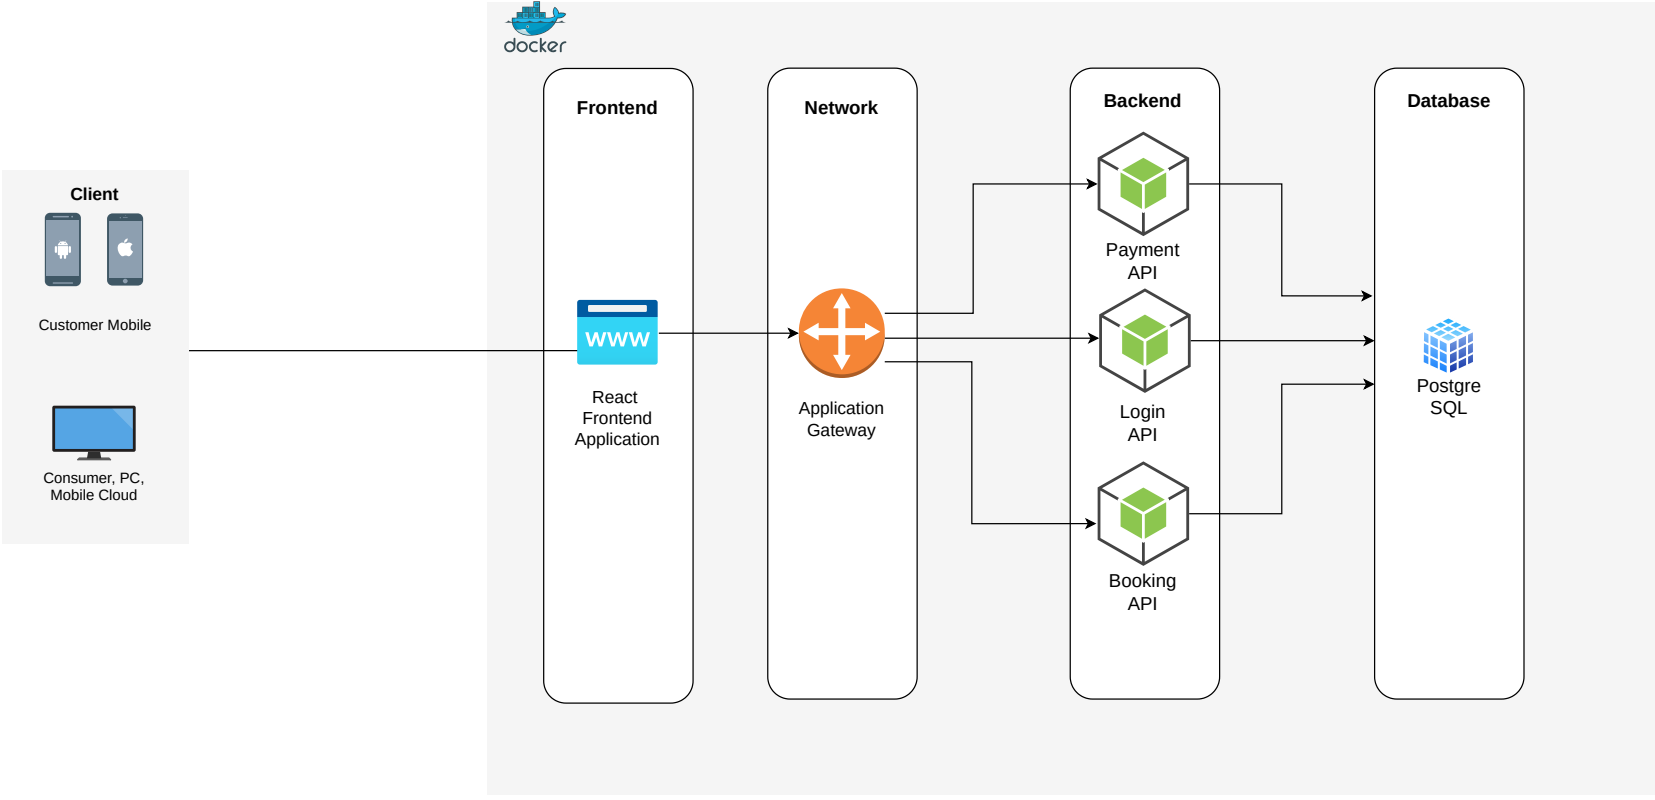 docker
Client
Customer Mobile
Consumer, PC,
Mobile Cloud
Frontend
www
React
Frontend
Application
Network
Application
Gateway
Backend
Payment
API
Login
API
Booking
API
Database
Postgre
SQL